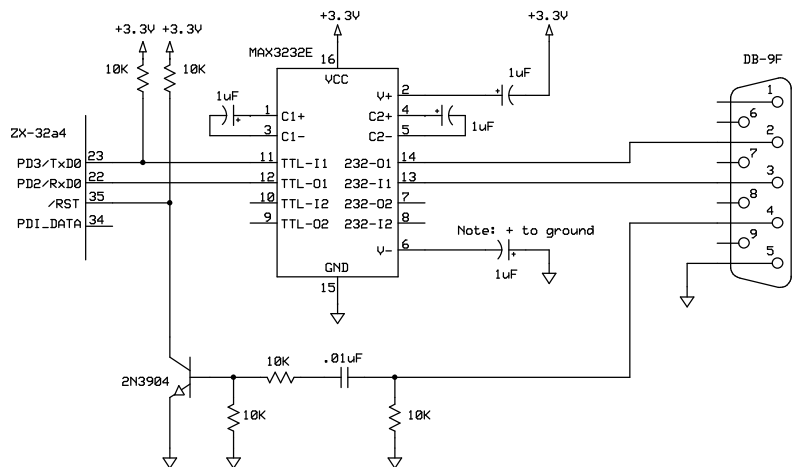 +3.3V
+3.3V
+3.3V
+3.3V
10K
10K
MAX3232E
16
VCC
DB-9F
1uF
2
V+
1uF
1
C1+
C2+
4
3
C1-
C2-
5
1uF
ZX-32a4
PD3/TxD0
23
11
TTL-I1
232-O1
14
PD2/RxD0
22
12
TTL-O1
232-I1
13
/RST
35
10
TTL-I2
232-O2
7
PDI_DATA
34
9
TTL-O2
232-I2
8
Note: + to ground
V-
6
1uF
GND
15
1
6
2
7
3
8
4
9
5
2N3904
10K
.01uF
10K
10K